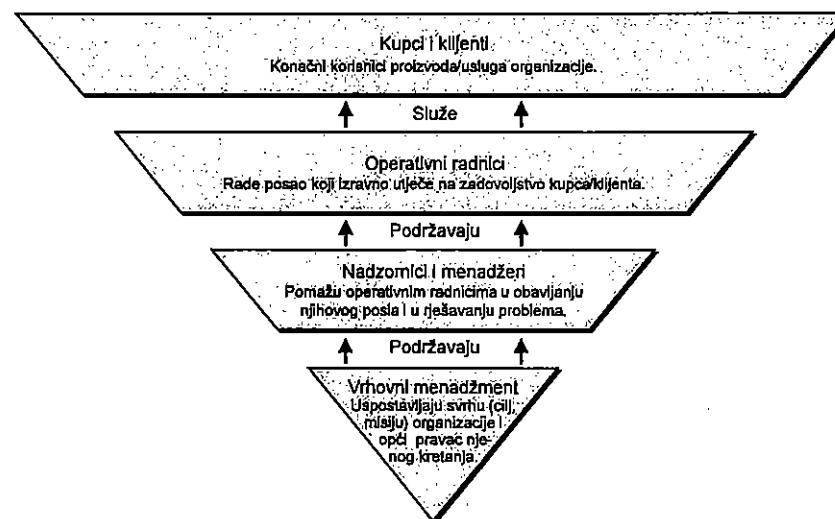 Kupci i klijenti
Konačni korisnici proizvoda/usluga organizacije.
Služe
Operativni radnici
Rade posao koji izravno utječe na zadovoljstvo kupca/klijenta.
Podržavaju
Nadzornici i menadžeri
Pomažu operativnim radnicima u obavljanju
njihovog posla i u rješavanju problema.
Podržavaju
Vrhovni menadžment
Uspostavljaju svrhu (cilj,
misiju) organizacije i
opći pravac nje-
nog kretanja.